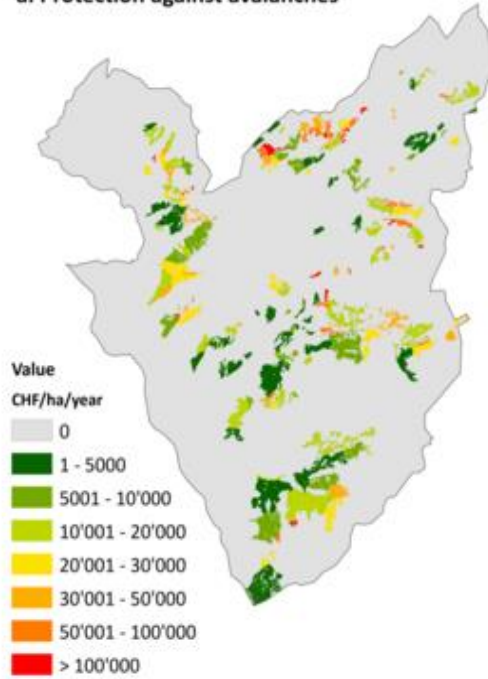 a. Protection against avalanches
Value
CHF/ha/year
0
1 - 5000
5001 - 10'000
10'001 - 20'000
20'001 - 30'000
30'001 - 50'000
50'001 - 100'000
> 100'000